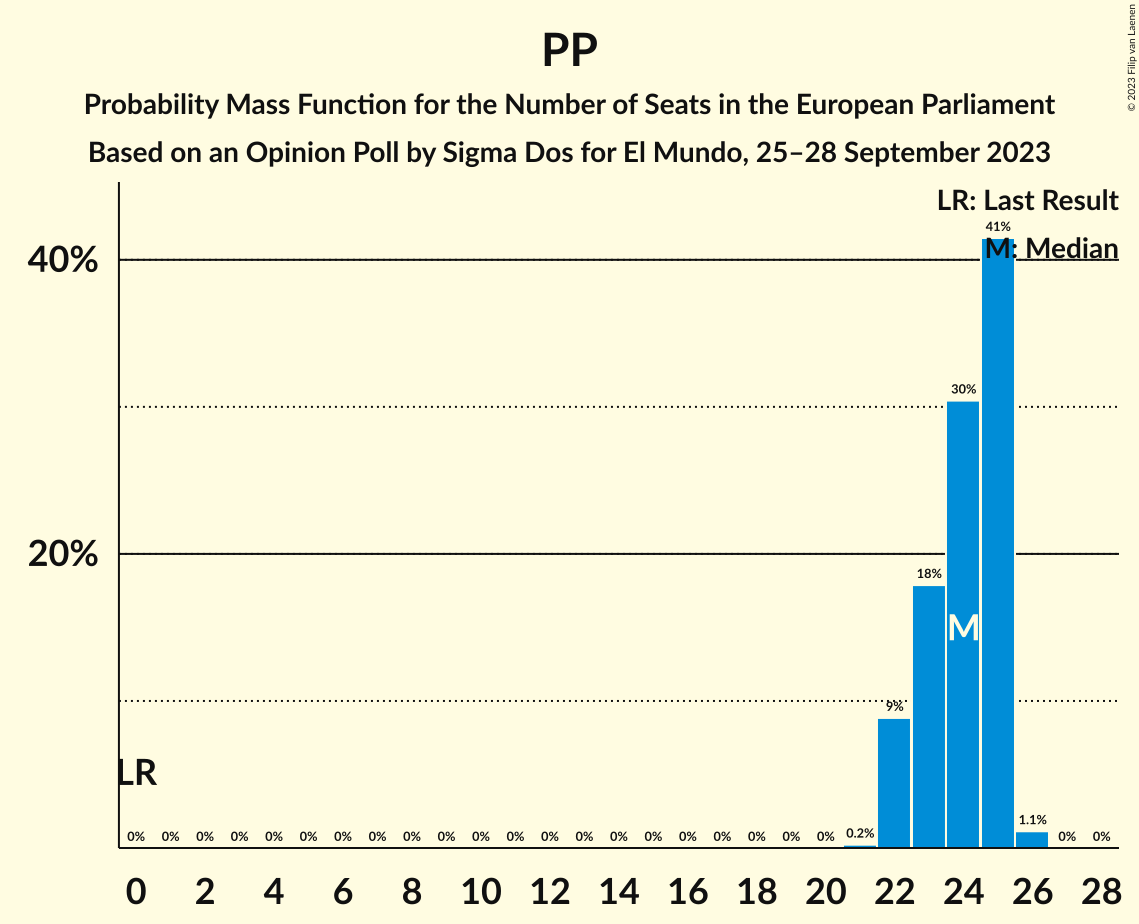 PP
Probability Mass Function for the Number of Seats in the European Parliament
Based on an Opinion Poll by Sigma Dos for El Mundo, 25–28 September 2023
© 2023 Filip van Laenen
LR: Last Result
M: Median
41%
40%
30%
20%
18%
M
9%
LR
0% 0% 0% 0% 0% 0% 0% 0% 0% 0% 0% 0% 0% 0% 0% 0% 0% 0% 0% 0% 0% 0.2% 1.1% 0% 0%
0 2 4 6 8 10 12 14 16 18 20 22 24 26 28